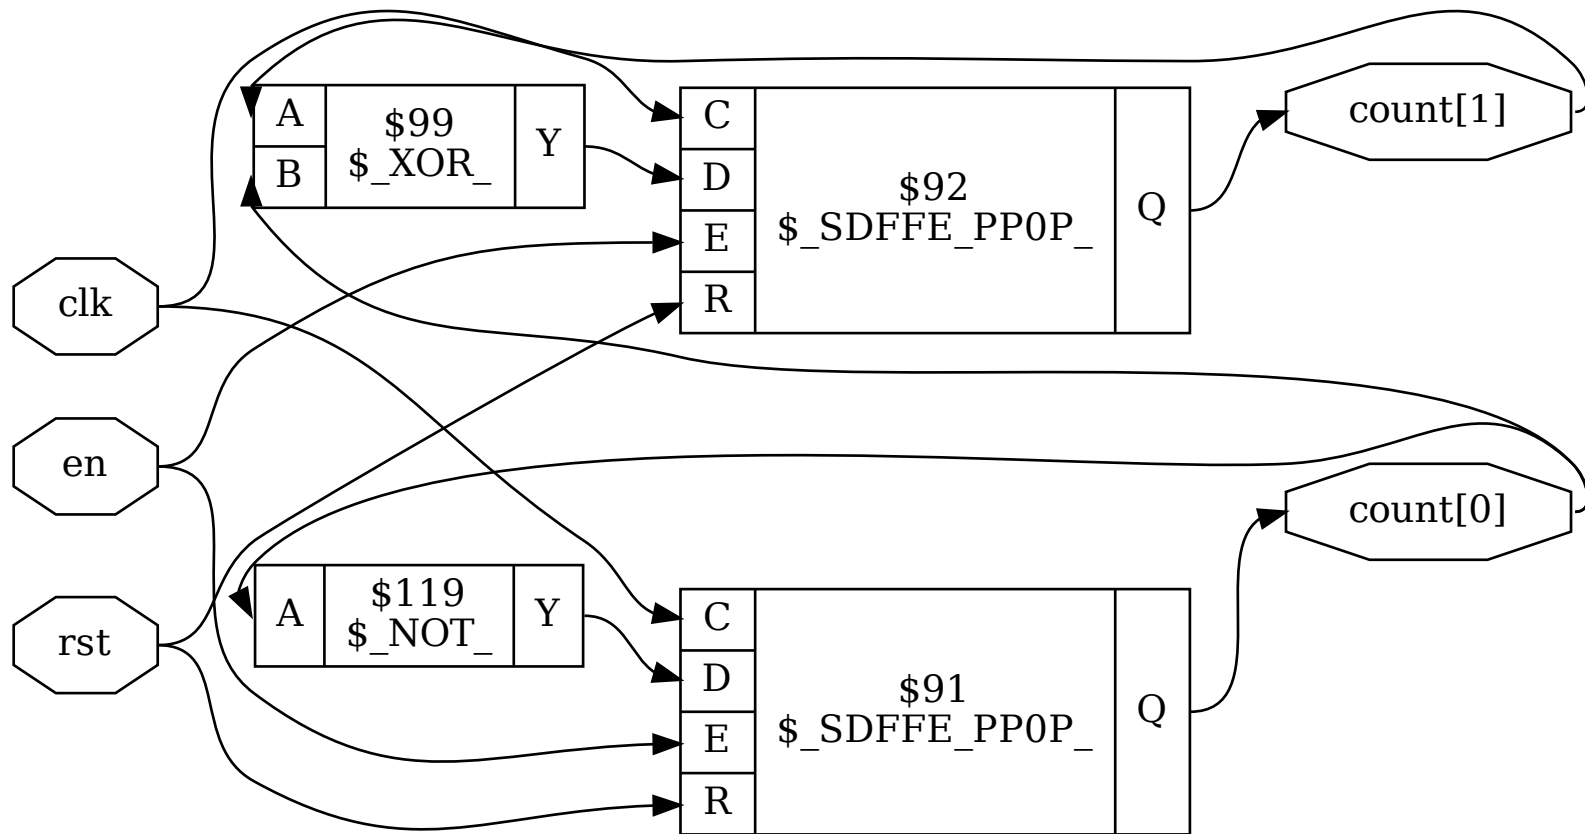 A
B
$99
$_XOR_
Y
C
D
E
R
$92
$_SDFFE_PP0P_
Q
count[1]
clk
en
rst
A
$119
$_NOT_
Y
C
D
E
R
$91
$_SDFFE_PP0P_
Q
count[0]